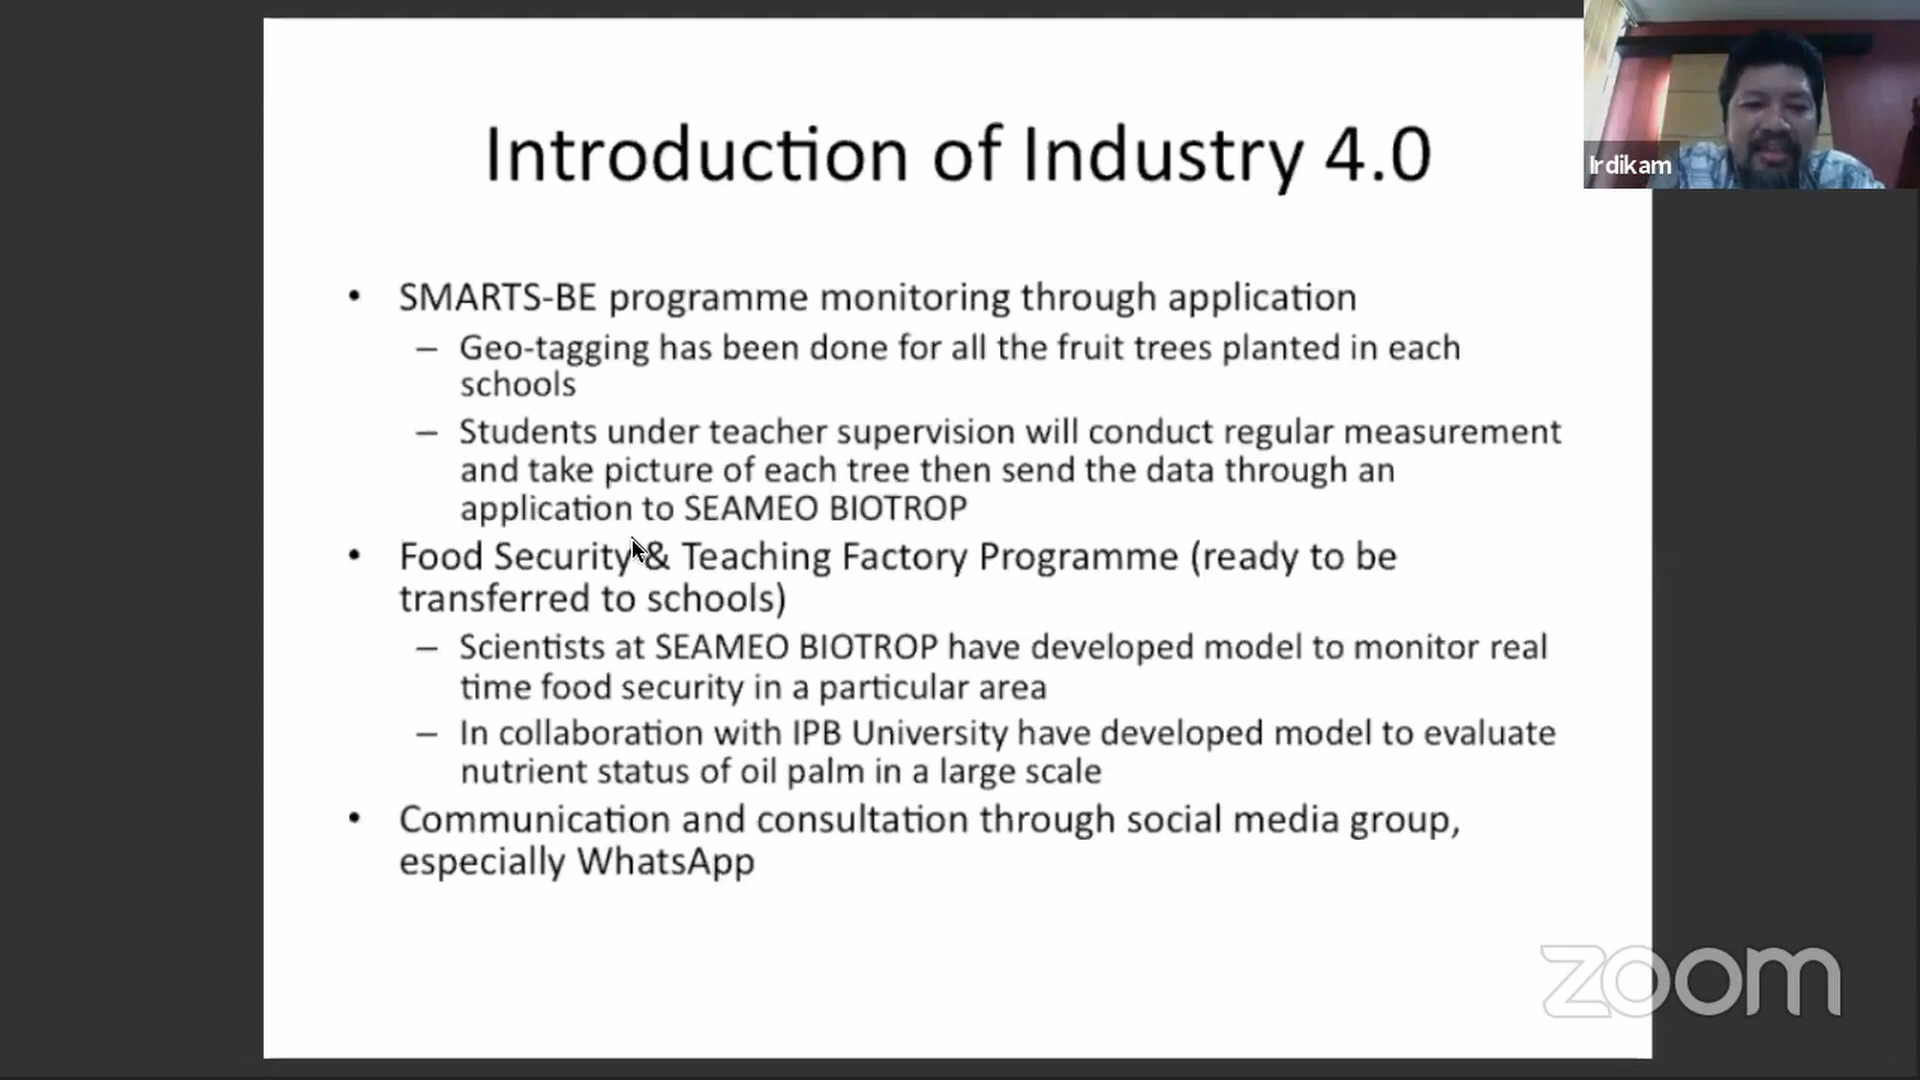 Introduction of Industry 4.0
Irdikam
• SMARTS-BE programme monitoring through application
– Geo-tagging has been done for all the fruit trees planted in each
schools
– Students under teacher supervision will conduct regular measurement
and take picture of each tree then send the data through an
application to SEAMEO BIOTROP
• Food Security & Teaching Factory Programme (ready to be
transferred to schools)
– Scientists at SEAMEO BIOTROP have developed model to monitor real
time food security in a particular area
– In collaboration with IPB University have developed model to evaluate
nutrient status of oil palm in a large scale
• Communication and consultation through social media group,
especially WhatsApp
zoom